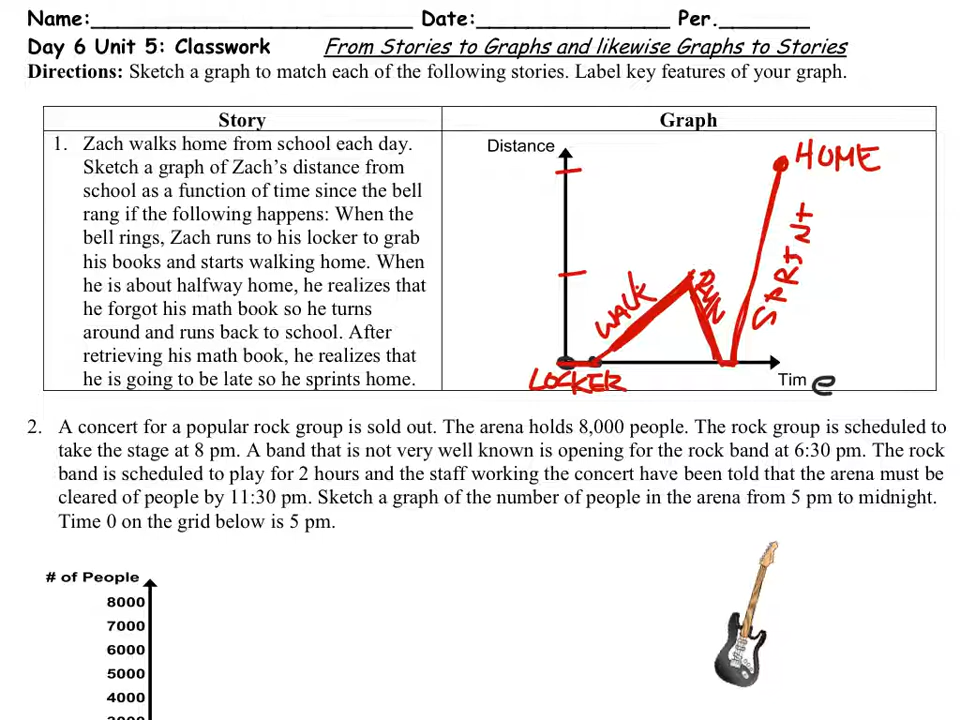 Name:______________________________ Date:__________________ Per.________
Day 6 Unit 5: Classwork From Stories to Graphs and likewise Graphs to Stories
Directions: Sketch a graph to match each of the following stories. Label key features of your graph.
Story
Graph
1. Zach walks home from school each day.
Sketch a graph of Zach's distance from
school as a function of time since the bell
rang if the following happens: When the
bell rings, Zach runs to his locker to grab
his books and starts walking home. When
he is about halfway home, he realizes that
he forgot his math book so he turns
around and runs back to school. After
retrieving his math book, he realizes that
he is going to be late so he sprints home.
Distance
HOME
WALK
RUN
SPRINT
LOCKER
Time
2. A concert for a popular rock group is sold out. The arena holds 8,000 people. The rock group is scheduled to
take the stage at 8 pm. A band that is not very well known is opening for the rock band at 6:30 pm. The rock
band is scheduled to play for 2 hours and the staff working the concert have been told that the arena must be
cleared of people by 11:30 pm. Sketch a graph of the number of people in the arena from 5 pm to midnight.
Time 0 on the grid below is 5 pm.
# of People
8000
7000
6000
5000
4000